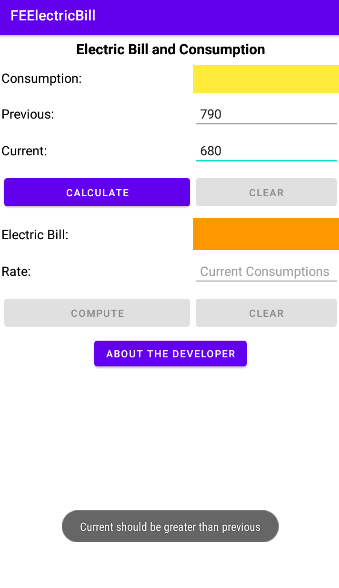 FEElectricBill
Electric Bill and Consumption
Consumption:
Previous: 790
Current: 680
CALCULATE CLEAR
Electric Bill:
Rate: Current Consumptions
COMPUTE CLEAR
ABOUT THE DEVELOPER
Current should be greater than previous